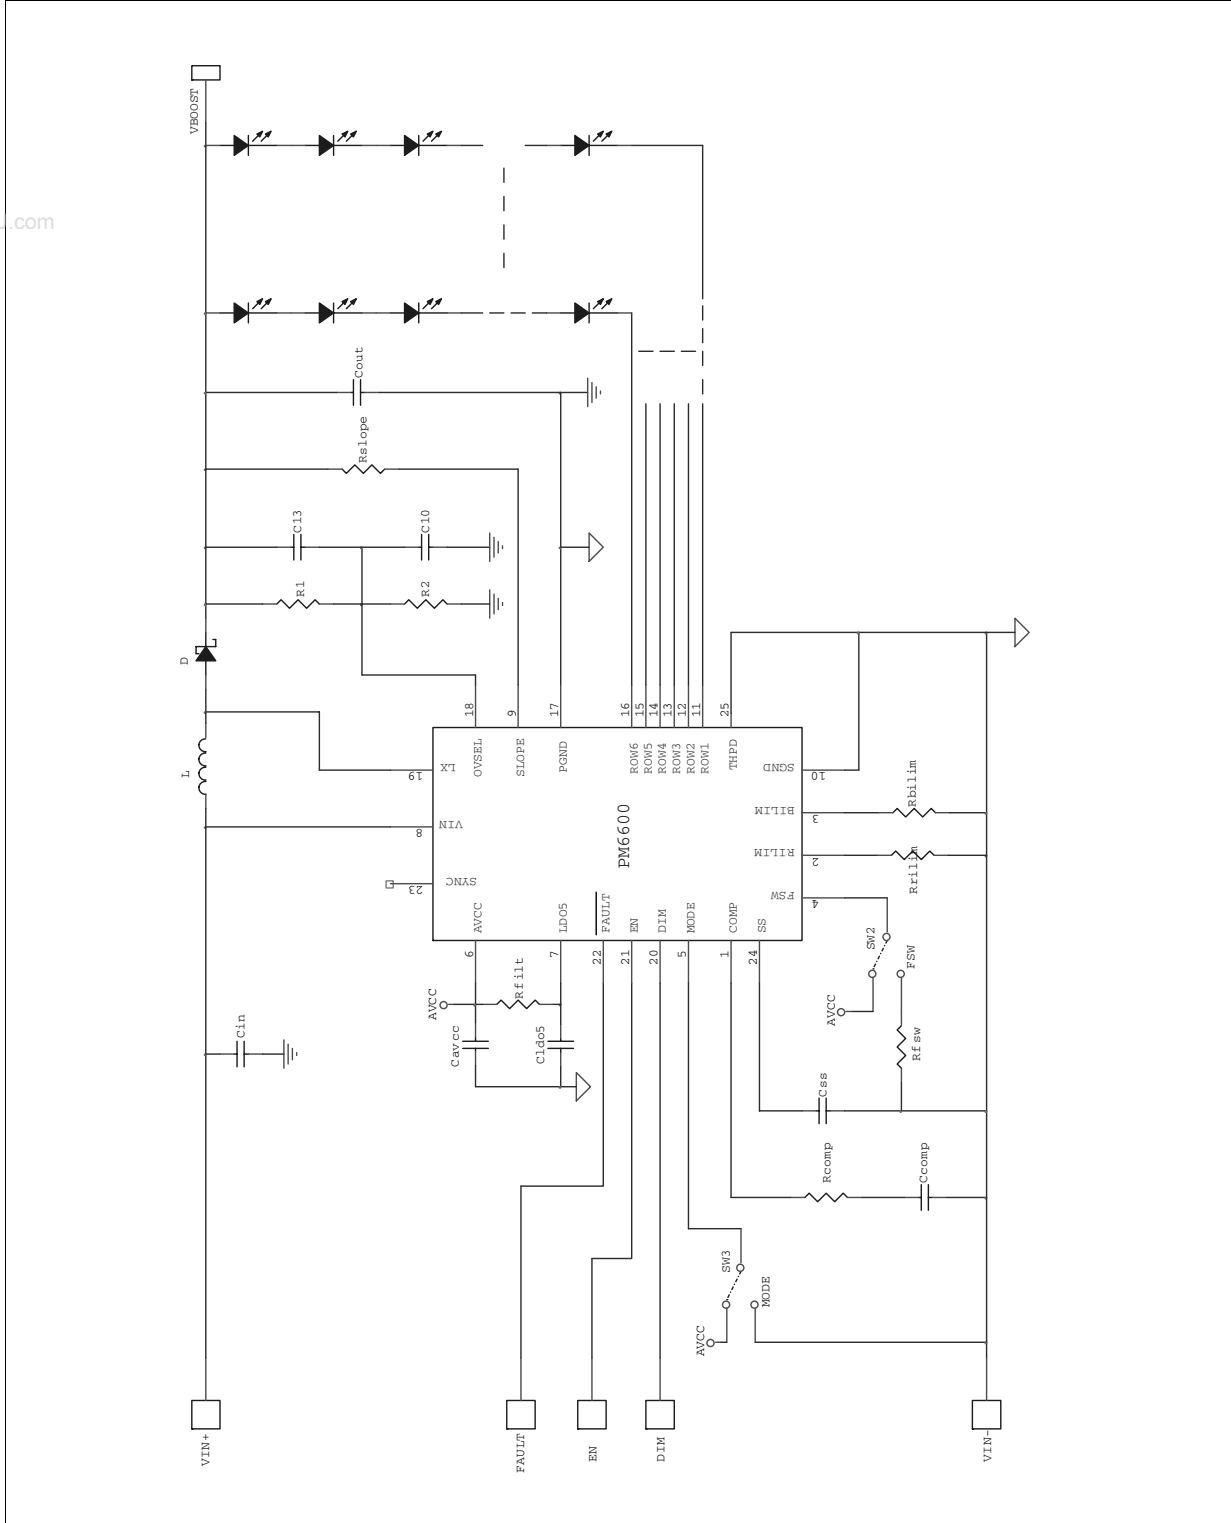 VBOOST
.com
Cout
Rslope
C13
C10
R1
R2
D
L
18
9
17
16
15
14
13
12
11
25
19
LX
OVSEL
SLOPE
PGND
ROW6
ROW5
ROW4
ROW3
ROW2
ROW1
THPD
SGND
10
8
VIN
PM6600
BILIM
3
Rbilim
RILIM
2
Rrilim
23
SYNC
AVCC
LDO5
FAULT
EN
DIM
MODE
COMP
SS
FSW
4
6
7
22
21
20
5
1
24
SW2
FSW
AVCC
Rfilt
AVCC
Cin
Cavcc
Cldo5
Rfsw
Css
Rcomp
Ccomp
SW3
MODE
AVCC
VIN+
FAULT
EN
DIM
VIN-